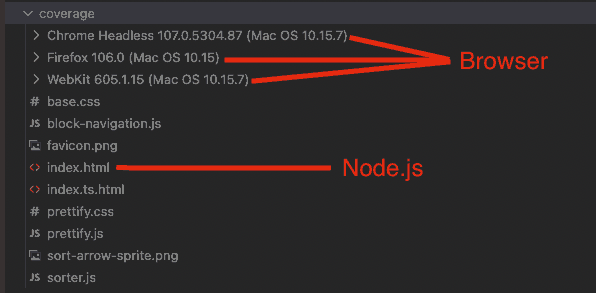 coverage
Chrome Headless 107.0.5304.87 (Mac OS 10.15.7)
Firefox 106.0 (Mac OS 10.15)
Browser
WebKit 605.1.15 (Mac OS 10.15.7)
# base.css
JS block-navigation.js
favicon.png
<> index.html
Node.js
<> index.ts.html
# prettify.css
JS prettify.js
sort-arrow-sprite.png
JS sorter.js